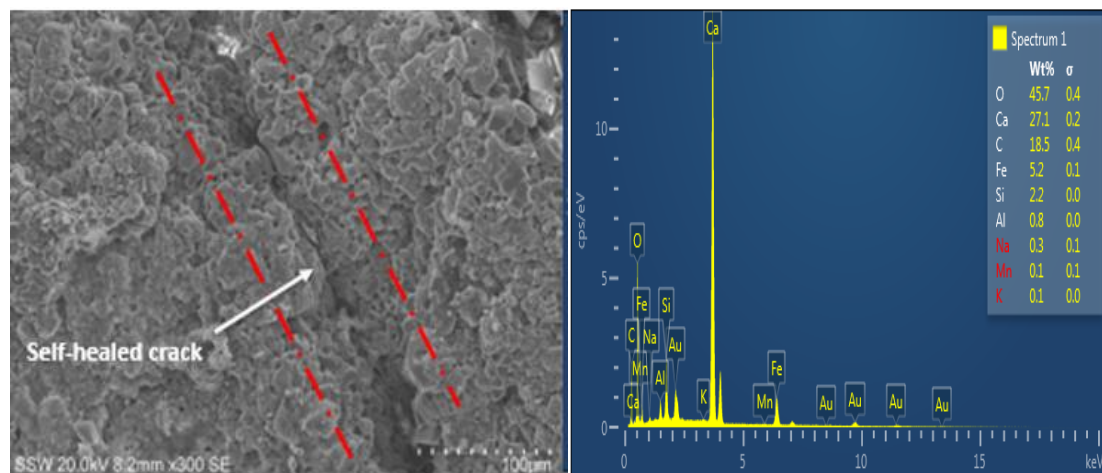 Self-healed crack
SSW 20.0kV 8.2mm x300 SE
100µm
cps/eV
10
5
0
Ca
O
Fe
Si
C
Na
Au
Mn
Al
Ca
K
Mn
Fe
Au
Au
Au
Au
0
5
10
15
keV
Spectrum 1
Wt% σ
O 45.7 0.4
Ca 27.1 0.2
C 18.5 0.4
Fe 5.2 0.1
Si 2.2 0.0
Al 0.8 0.0
Na 0.3 0.1
Mn 0.1 0.1
K 0.1 0.0